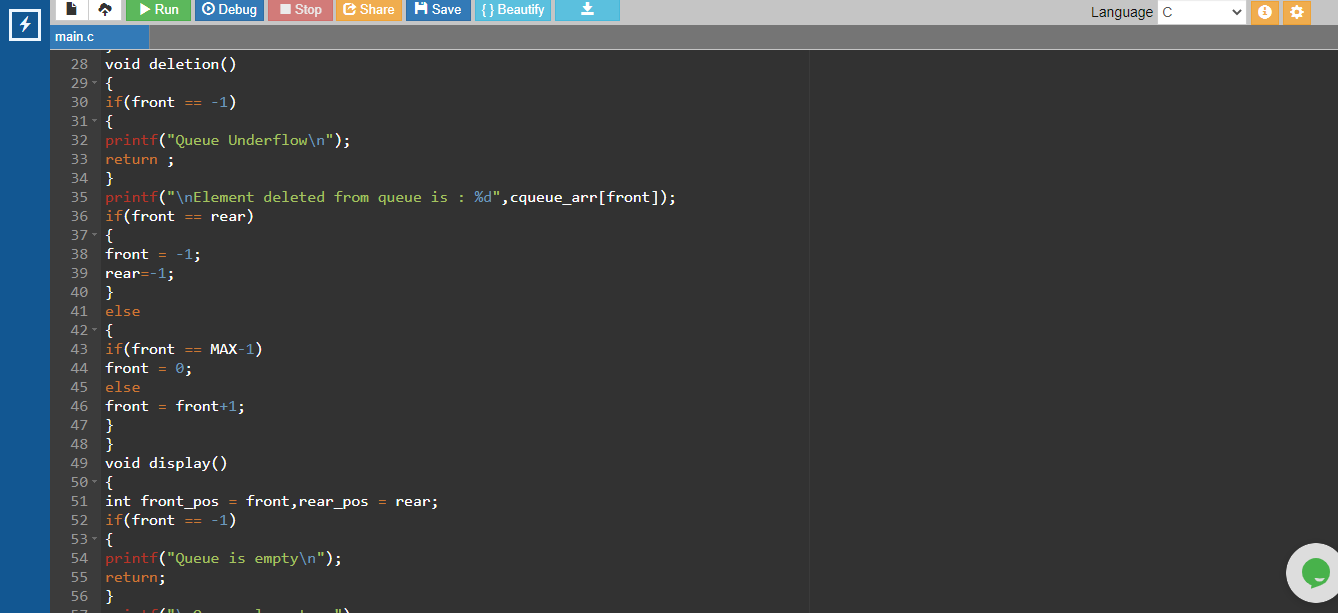 Run Debug Stop Share Save { } Beautify Language C
main.c
28 void deletion()
29 {
30 if(front == -1)
31 {
32 printf("Queue Underflow\n");
33 return ;
34 }
35 printf("\nElement deleted from queue is : %d",cqueue_arr[front]);
36 if(front == rear)
37 {
38 front = -1;
39 rear=-1;
40 }
41 else
42 {
43 if(front == MAX-1)
44 front = 0;
45 else
46 front = front+1;
47 }
48 }
49 void display()
50 {
51 int front_pos = front,rear_pos = rear;
52 if(front == -1)
53 {
54 printf("Queue is empty\n");
55 return;
56 }